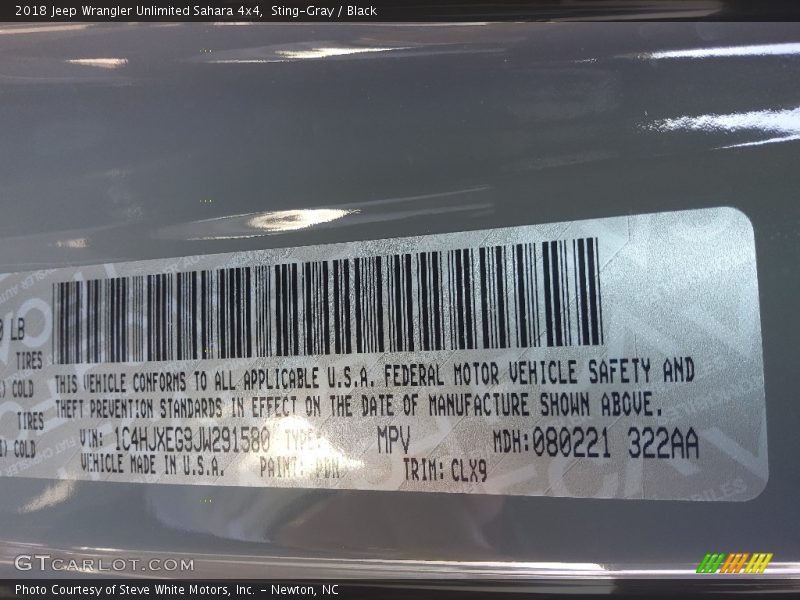 2018 Jeep Wrangler Unlimited Sahara 4x4, Sting-Gray / Black
LB
TIRES
COLD
TIRES
COLD
THIS VEHICLE CONFORMS TO ALL APPLICABLE U.S.A. FEDERAL MOTOR VEHICLE SAFETY AND
THEFT PREVENTION STANDARDS IN EFFECT ON THE DATE OF MANUFACTURE SHOWN ABOVE.
VIN: 1C4HJXEG9JW291580 TYPE: MPV MDH: 080221 322AA
VEHICLE MADE IN U.S.A. PAINT: TRIM: CLX9
GTCARLOT.COM
Photo Courtesy of Steve White Motors, Inc. - Newton, NC